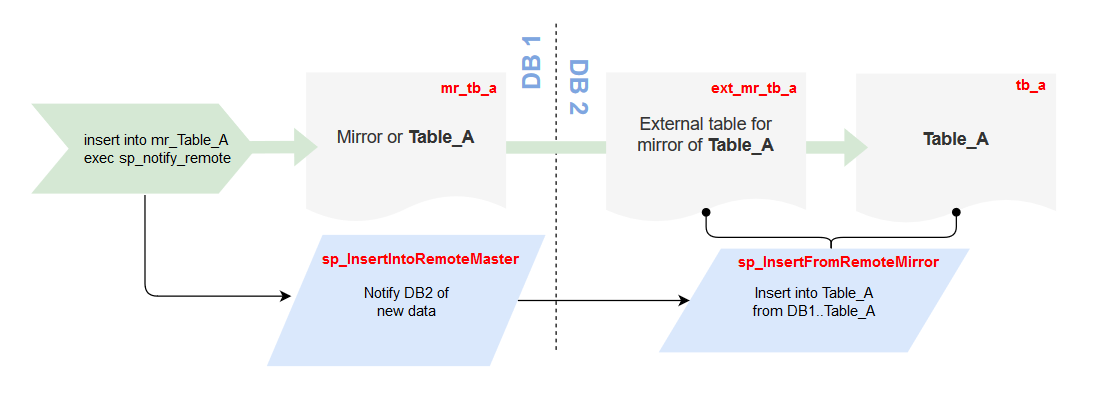 DB 1
DB 2
mr_tb_a
ext_mr_tb_a
tb_a
insert into mr_Table_A
exec sp_notify_remote
Mirror or Table_A
External table for
mirror of Table_A
Table_A
sp_InsertIntoRemoteMaster
Notify DB2 of
new data
sp_InsertFromRemoteMirror
Insert into Table_A
from DB1..Table_A